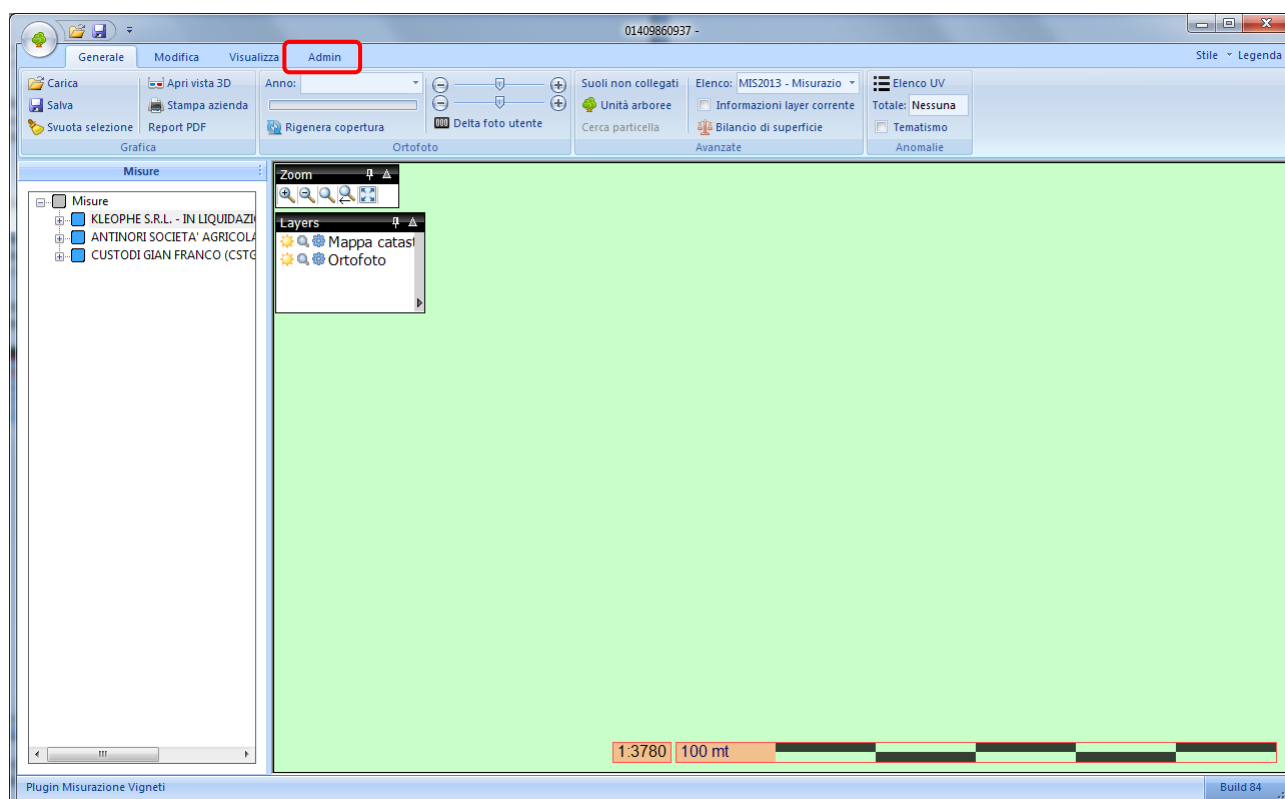 01409860937 -
Generale Modifica Visualizza Admin Stile Legenda
Carica Apri vista 3D Anno: Suoli non collegati Elenco: MIS2013 - Misurazio Elenco UV
Salva Stampa azienda Unità arboree Informazioni layer corrente Totale: Nessuna
Svuota selezione Report PDF Rigenera copertura Delta foto utente Cerca particella Bilancio di superficie Tematismo
Grafica Ortofoto Avanzate Anomalie
Misure
Zoom
Misure
KLEOPHE S.R.L. - IN LIQUIDAZI
ANTINORI SOCIETA' AGRICOLA
CUSTODI GIAN FRANCO (CSTG
Layers
Mappa catast
Ortofoto
1:3780 100 mt
Plugin Misurazione Vigneti Build 84